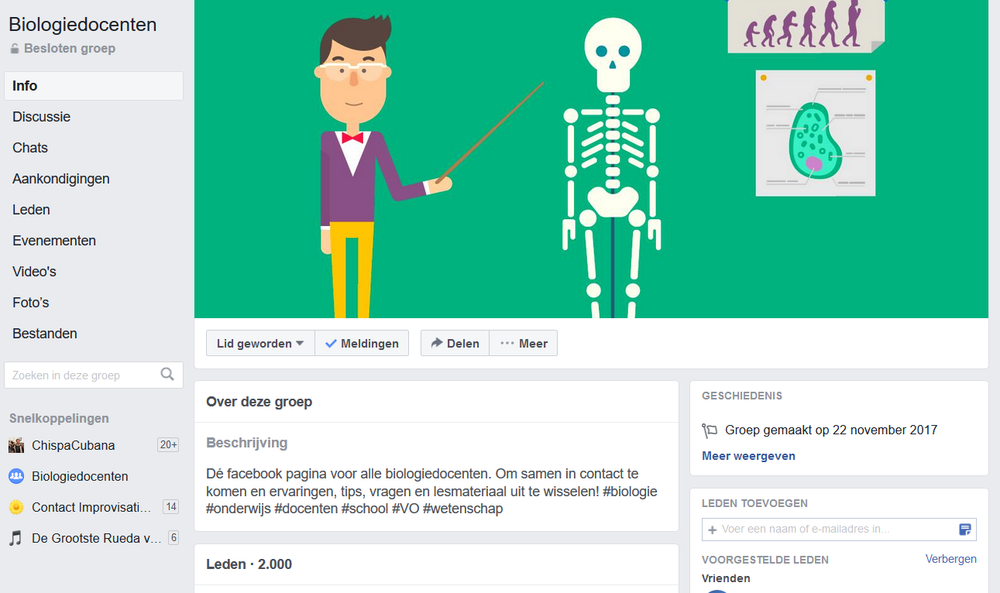 Biologiedocenten
Besloten groep
Info
Discussie
Chats
Aankondigingen
Leden
Evenementen
Video's
Foto's
Bestanden
Zoeken in deze groep
Snelkoppelingen
ChispaCubana 20+
Biologiedocenten
Contact Improvisati... 14
De Grootste Rueda v... 6
Lid geworden Meldingen Delen Meer
Over deze groep
Beschrijving
Dé facebook pagina voor alle biologiedocenten. Om samen in contact te
komen en ervaringen, tips, vragen en lesmateriaal uit te wisselen! #biologie
#onderwijs #docenten #school #VO #wetenschap
Leden · 2.000
GESCHIEDENIS
Groep gemaakt op 22 november 2017
Meer weergeven
LEDEN TOEVOEGEN
+ Voer een naam of e-mailadres in...
VOORGESTELDE LEDEN Verbergen
Vrienden